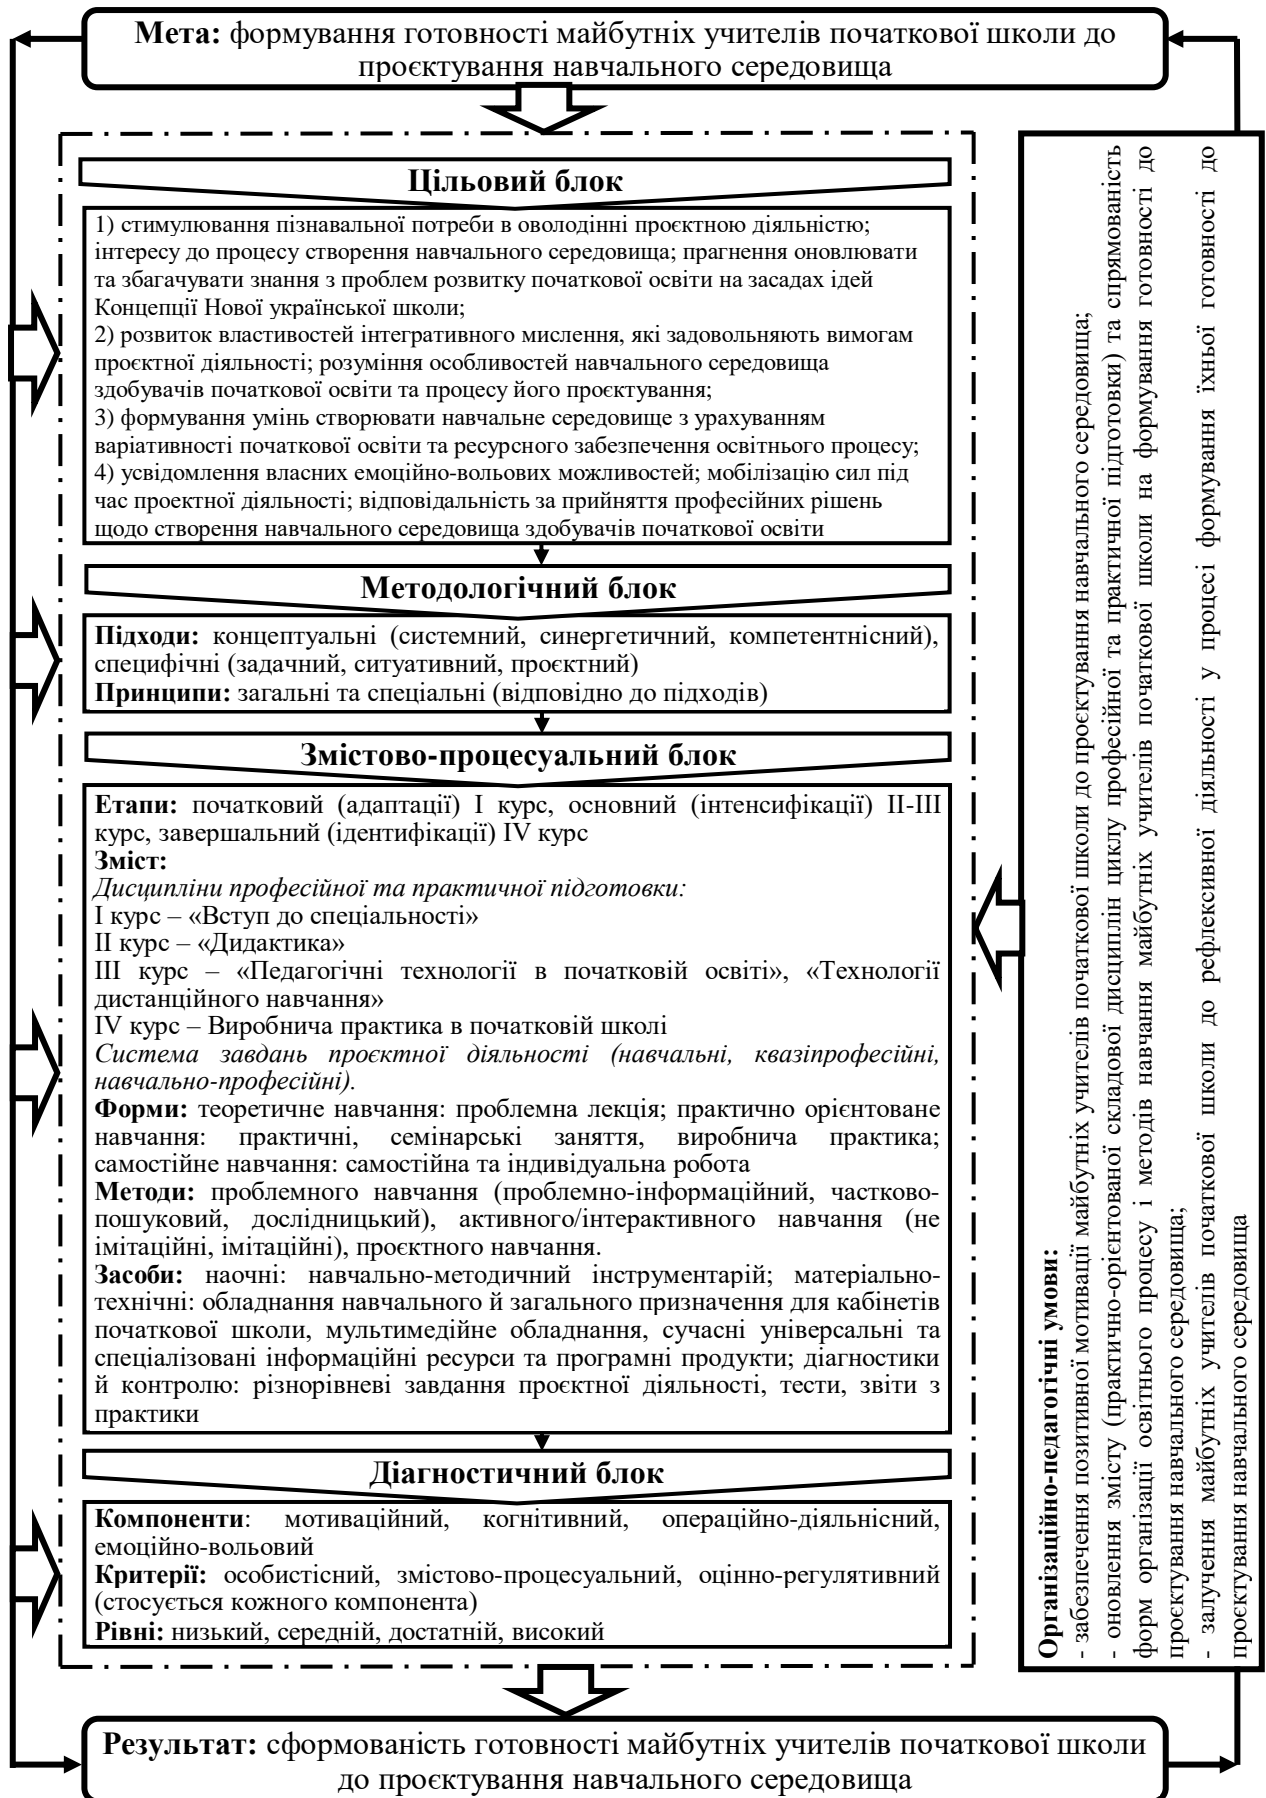 Мета: формування готовності майбутніх учителів початкової школи до
проєктування навчального середовища
Цільовий блок
1) стимулювання пізнавальної потреби в оволодінні проєктною діяльністю;
інтересу до процесу створення навчального середовища; прагнення оновлювати
та збагачувати знання з проблем розвитку початкової освіти на засадах ідей
Концепції Нової української школи;
2) розвиток властивостей інтегративного мислення, які задовольняють вимогам
проєктної діяльності; розуміння особливостей навчального середовища
здобувачів початкової освіти та процесу його проєктування;
3) формування умінь створювати навчальне середовище з урахуванням
варіативності початкової освіти та ресурсного забезпечення освітнього процесу;
4) усвідомлення власних емоційно-вольових можливостей; мобілізацію сил під
час проектної діяльності; відповідальність за прийняття професійних рішень
щодо створення навчального середовища здобувачів початкової освіти
Методологічний блок
Підходи: концептуальні (системний, синергетичний, компетентнісний),
специфічні (задачний, ситуативний, проєктний)
Принципи: загальні та спеціальні (відповідно до підходів)
Змістово-процесуальний блок
Етапи: початковий (адаптації) І курс, основний (інтенсифікації) ІІ-ІІІ
курс, завершальний (ідентифікації) IV курс
Зміст:
Дисципліни професійної та практичної підготовки:
І курс – «Вступ до спеціальності»
ІІ курс – «Дидактика»
ІІІ курс – «Педагогічні технології в початковій освіті», «Технології
дистанційного навчання»
IV курс – Виробнича практика в початковій школі
Система завдань проєктної діяльності (навчальні, квазіпрофесійні,
навчально-професійні).
Форми: теоретичне навчання: проблемна лекція; практично орієнтоване
навчання: практичні, семінарські заняття, виробнича практика;
самостійне навчання: самостійна та індивідуальна робота
Методи: проблемного навчання (проблемно-інформаційний, частково-
пошуковий, дослідницький), активного/інтерактивного навчання (не
імітаційні, імітаційні), проєктного навчання.
Засоби: наочні: навчально-методичний інструментарій; матеріально-
технічні: обладнання навчального й загального призначення для кабінетів
початкової школи, мультимедійне обладнання, сучасні універсальні та
спеціалізовані інформаційні ресурси та програмні продукти; діагностики
й контролю: різнорівневі завдання проєктної діяльності, тести, звіти з
практики
Діагностичний блок
Компоненти: мотиваційний, когнітивний, операційно-діяльнісний,
емоційно-вольовий
Критерії: особистісний, змістово-процесуальний, оцінно-регулятивний
(стосується кожного компонента)
Рівні: низький, середній, достатній, високий
Організаційно-педагогічні умови:
- забезпечення позитивної мотивації майбутніх учителів початкової школи до проєктування навчального середовища;
- оновлення змісту (практично-орієнтованої складової дисциплін циклу професійної та практичної підготовки) та спрямованість
форм організації освітнього процесу і методів навчання майбутніх учителів початкової школи на формування готовності до
проєктування навчального середовища;
- залучення майбутніх учителів початкової школи до рефлексивної діяльності у процесі формування їхньої готовності до
проєктування навчального середовища
Результат: сформованість готовності майбутніх учителів початкової школи
до проєктування навчального середовища